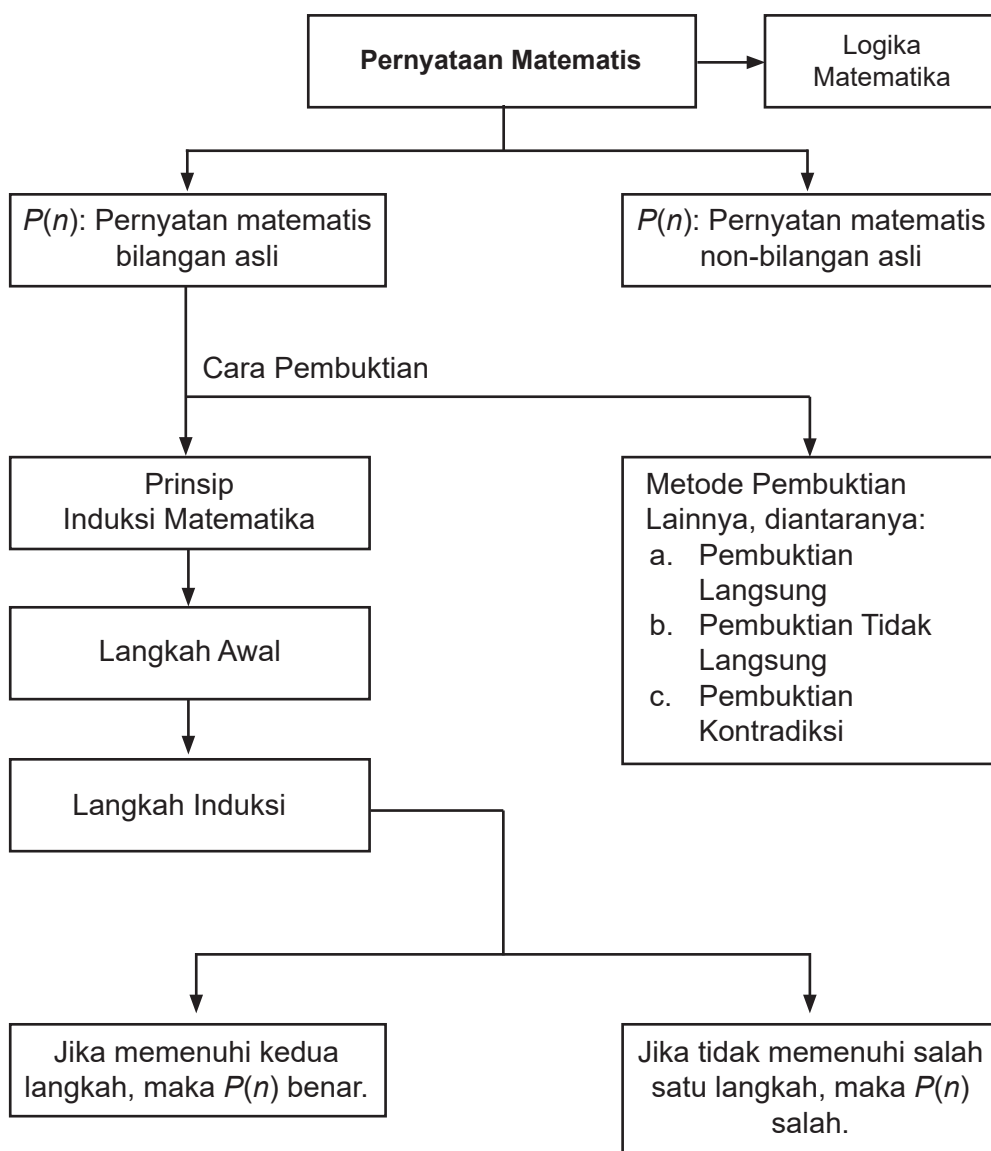 Pernyataan Matematis
Logika
Matematika
P(n): Pernyatan matematis
bilangan asli
P(n): Pernyatan matematis
non-bilangan asli
Cara Pembuktian
Prinsip
Induksi Matematika
Metode Pembuktian
Lainnya, diantaranya:
a. Pembuktian
Langsung
b. Pembuktian Tidak
Langsung
c. Pembuktian
Kontradiksi
Langkah Awal
Langkah Induksi
Jika memenuhi kedua
langkah, maka P(n) benar.
Jika tidak memenuhi salah
satu langkah, maka P(n)
salah.